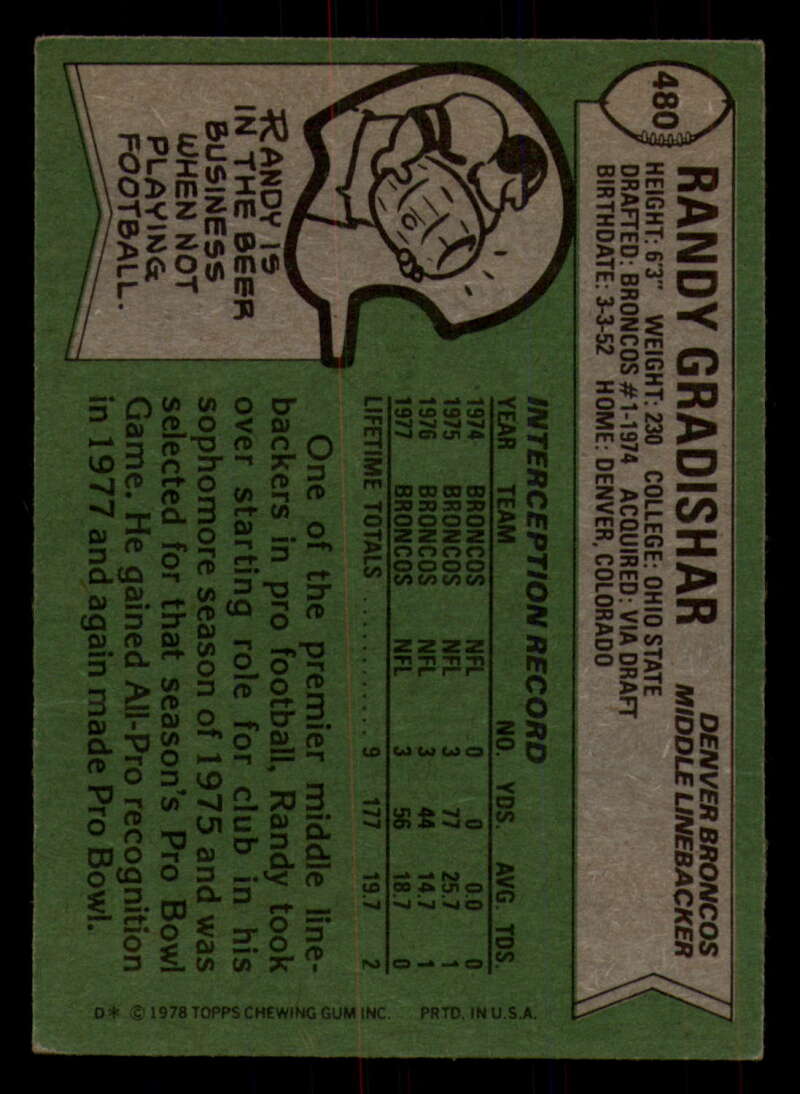 480
RANDY GRADISHAR
DENVER BRONCOS
MIDDLE LINEBACKER
HEIGHT: 6'3" WEIGHT: 230 COLLEGE: OHIO STATE
DRAFTED: BRONCOS #1-1974 ACQUIRED: VIA DRAFT
BIRTHDATE: 3-3-52 HOME: DENVER, COLORADO
RANDY IS
IN THE BEER
BUSINESS
WHEN NOT
PLAYING
FOOTBALL.
INTERCEPTION RECORD
YEAR TEAM NO. YDS. AVG. TDS.
1974 BRONCOS NFL 0 0 0.0 0
1975 BRONCOS NFL 3 77 25.7 1
1976 BRONCOS NFL 3 44 14.7 1
1977 BRONCOS NFL 3 56 18.7 0
LIFETIME TOTALS ............ 9 177 19.7 2
One of the premier middle line-
backers in pro football, Randy took
over starting role for club in his
sophomore season of 1975 and was
selected for that season's Pro Bowl
Game. He gained All-Pro recognition
in 1977 and again made Pro Bowl.
D* © 1978 TOPPS CHEWING GUM INC. PRTD. IN U.S.A.